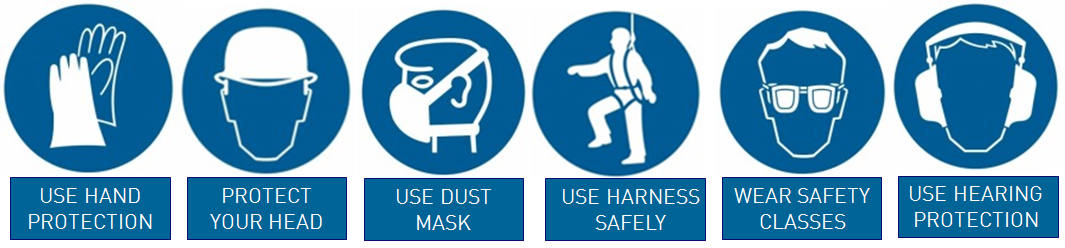 USE HAND
PROTECTION
PROTECT
YOUR HEAD
USE DUST
MASK
USE HARNESS
SAFELY
WEAR SAFETY
CLASSES
USE HEARING
PROTECTION